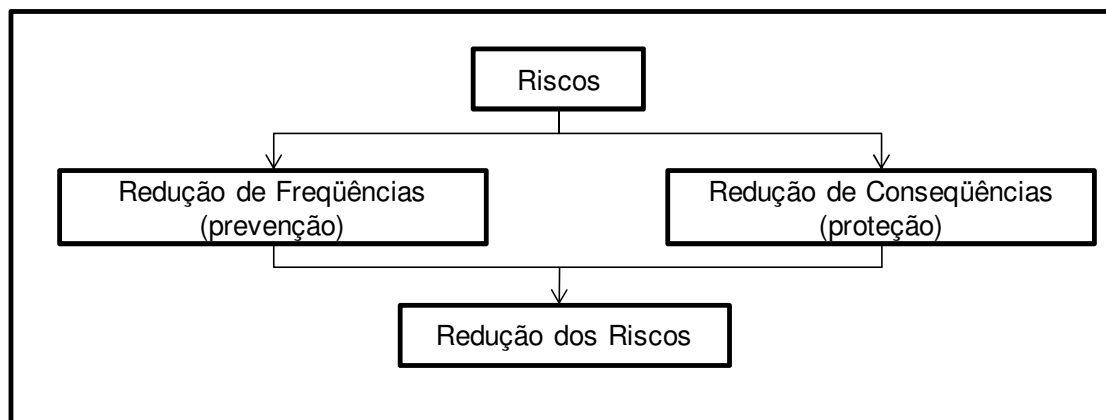 Riscos
Redução de Freqüências
(prevenção)
Redução de Conseqüências
(proteção)
Redução dos Riscos